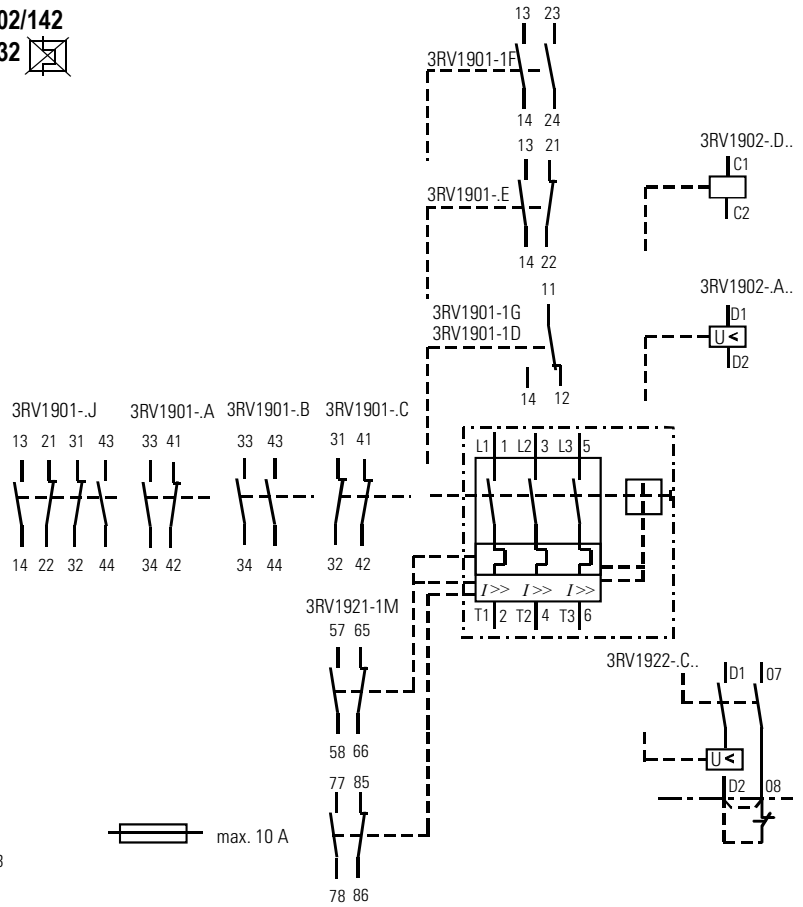 02/142
32
13 23
3RV1901-1F
14 24
13 21
3RV1902-.D..
C1
3RV1901-.E
C2
14 22
11
3RV1902-.A..
3RV1901-1G
D1
3RV1901-1D
U<
D2
14 12
3RV1901-.J 3RV1901-.A 3RV1901-.B 3RV1901-.C
13 21 31 43 33 41 33 43 31 41
L1 1 L2 3 L3 5
14 22 32 44 34 42 34 44 32 42
I>> I>> I>>
3RV1921-1M
T1 2 T2 4 T3 6
57 65
3RV1922-.C..
D1 07
58 66
U<
77 85
D2 08
max. 10 A
3
78 86